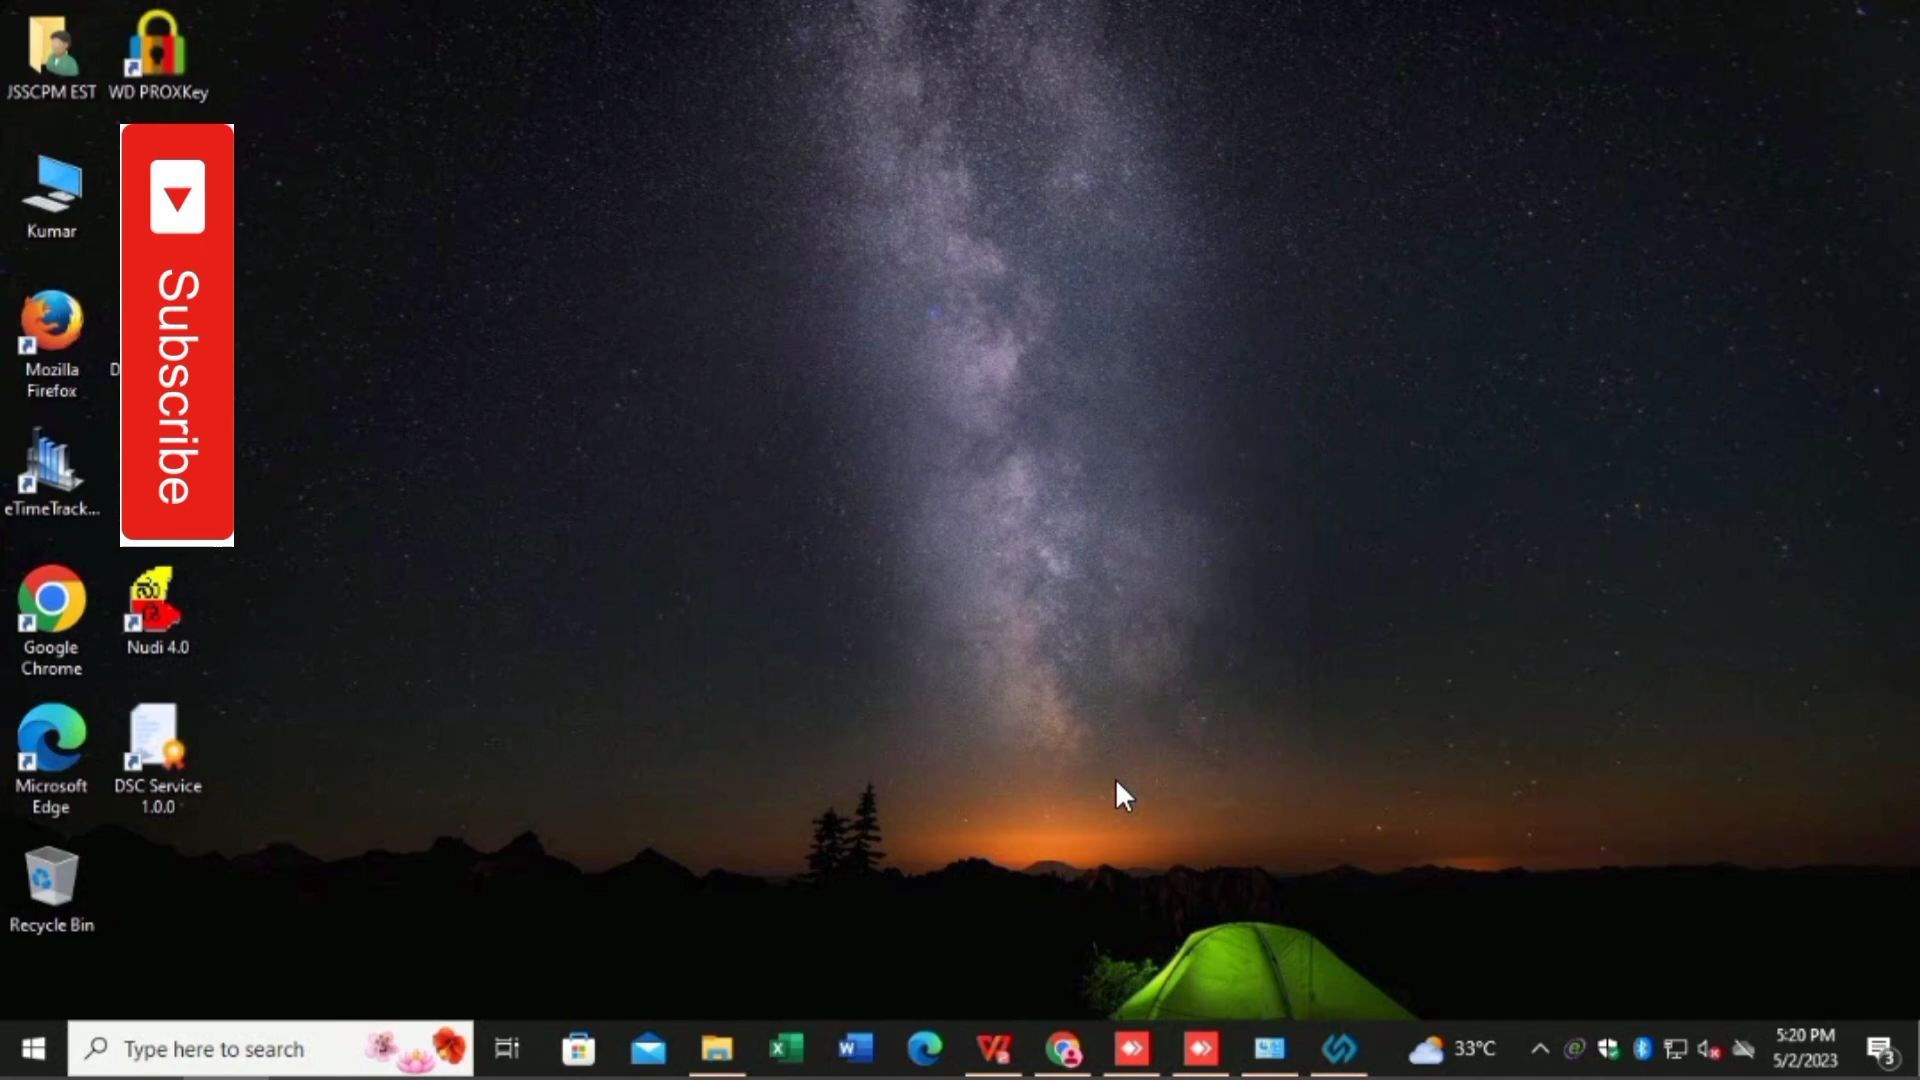 JSSCPM EST
WD PROXKey
Kumar
Subscribe
Mozilla
Firefox
D
eTimeTrack...
Google
Chrome
Nudi 4.0
Microsoft
Edge
DSC Service
1.0.0
Recycle Bin
Type here to search
33°C
5:20 PM
5/2/2023
3